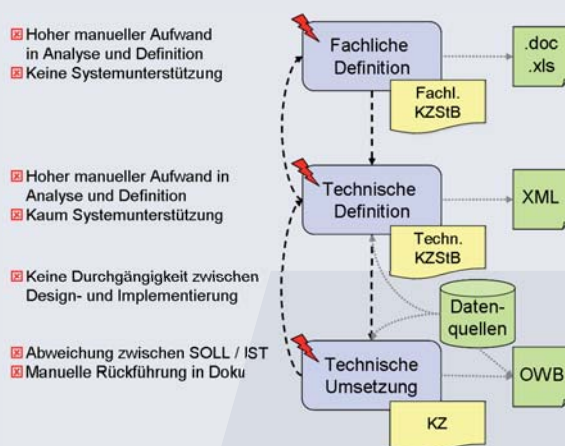 Hoher manueller Aufwand
in Analyse und Definition
Keine Systemunterstützung
Fachliche
Definition
Fachl.
KZStB
.doc
.xls
Hoher manueller Aufwand in
Analyse und Definition
Kaum Systemunterstützung
Technische
Definition
Techn.
KZStB
XML
Keine Durchgängigkeit zwischen
Design- und Implementierung
Daten-
quellen
Abweichung zwischen SOLL / IST
Manuelle Rückführung in Doku
Technische
Umsetzung
KZ
OWB